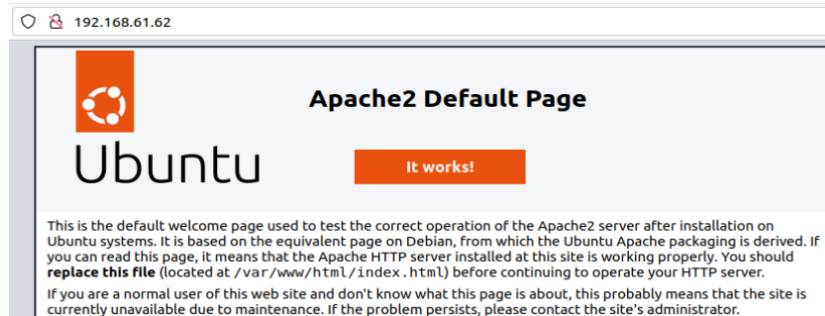 192.168.61.62
Apache2 Default Page
Ubuntu
It works!
This is the default welcome page used to test the correct operation of the Apache2 server after installation on
Ubuntu systems. It is based on the equivalent page on Debian, from which the Ubuntu Apache packaging is derived. If
you can read this page, it means that the Apache HTTP server installed at this site is working properly. You should
replace this file (located at /var/www/html/index.html) before continuing to operate your HTTP server.
If you are a normal user of this web site and don't know what this page is about, this probably means that the site is
currently unavailable due to maintenance. If the problem persists, please contact the site's administrator.